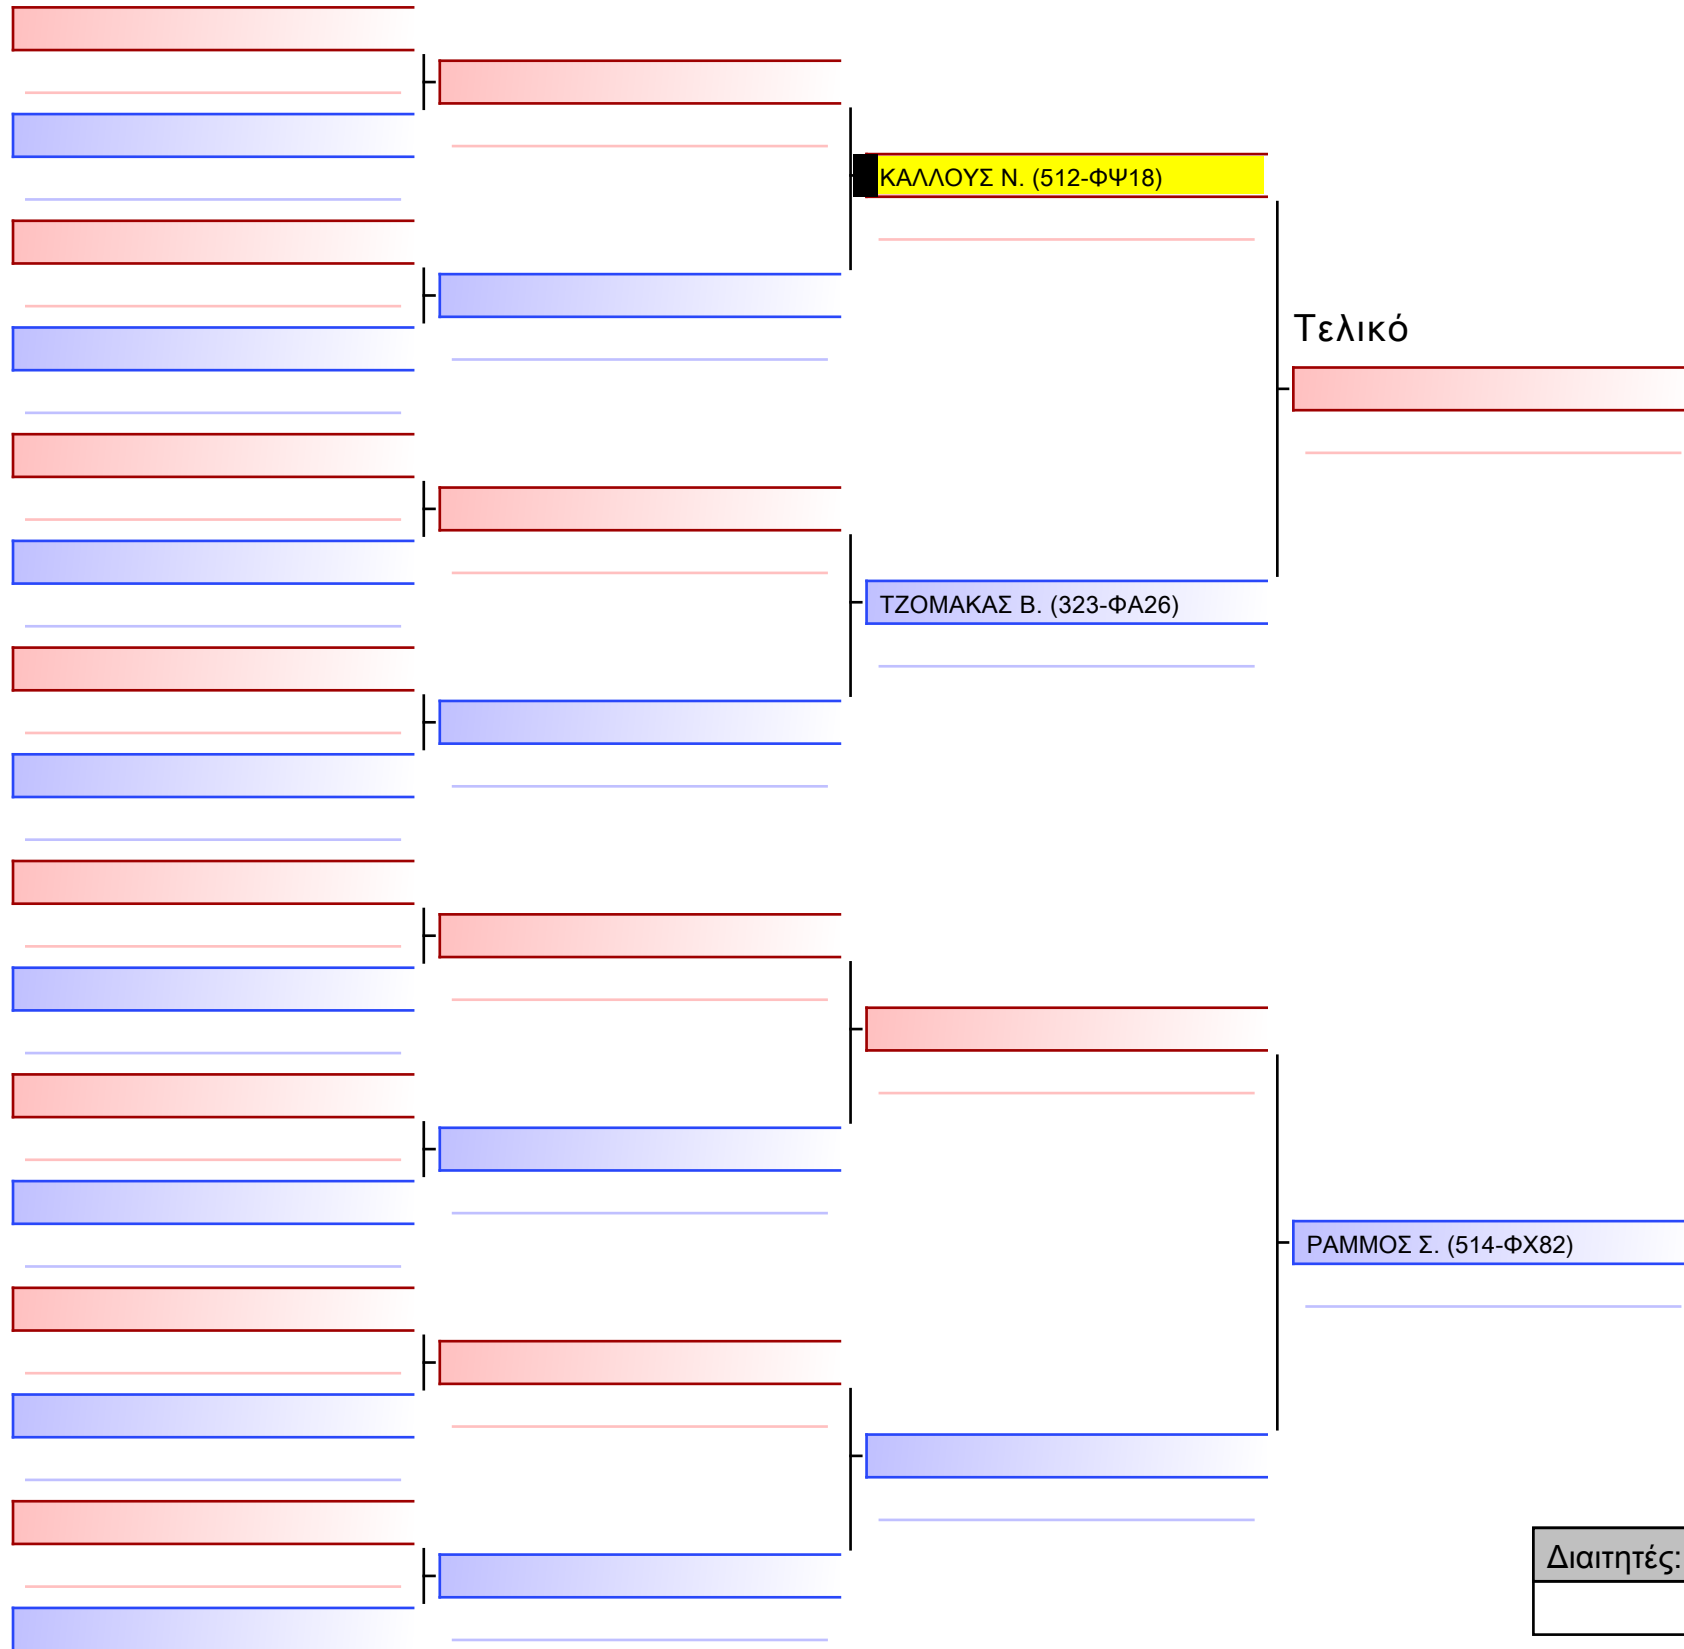 ΚΑΛΛΟΥΣ Ν. (512-ΦΨ18)
Τελικό
ΤΖΟΜΑΚΑΣ Β. (323-ΦΑ26)
ΡΑΜΜΟΣ Σ. (514-ΦΧ82)
Διαιτητές: